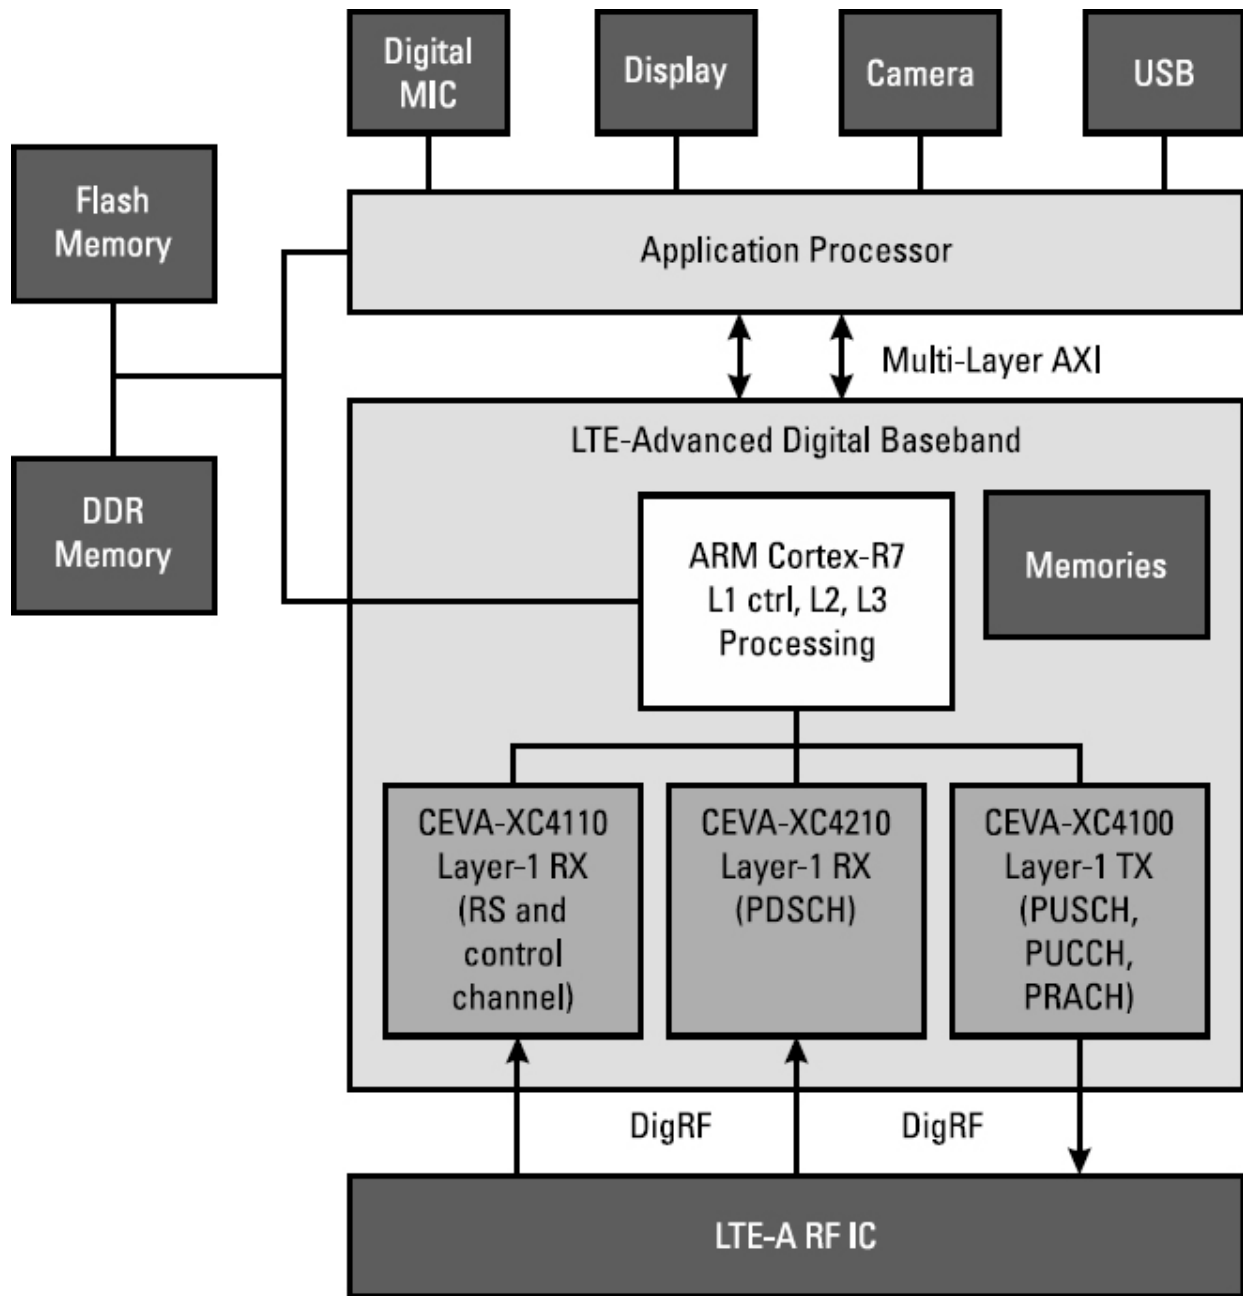 Digital
MIC
Display
Camera
USB
Flash
Memory
Application Processor
Multi-Layer AXI
DDR
Memory
LTE-Advanced Digital Baseband
ARM Cortex-R7
L1 ctrl, L2, L3
Processing
Memories
CEVA-XC4110
Layer-1 RX
(RS and
control
channel)
CEVA-XC4210
Layer-1 RX
(PDSCH)
CEVA-XC4100
Layer-1 TX
(PUSCH,
PUCCH,
PRACH)
DigRF
DigRF
LTE-A RF IC